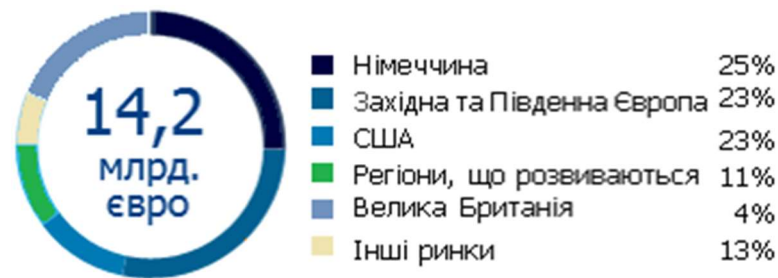 14,2
млрд.
євро
Німеччина 25%
Західна та Південна Європа 23%
США 23%
Регіони, що розвиваються 11%
Велика Британія 4%
Інші ринки 13%